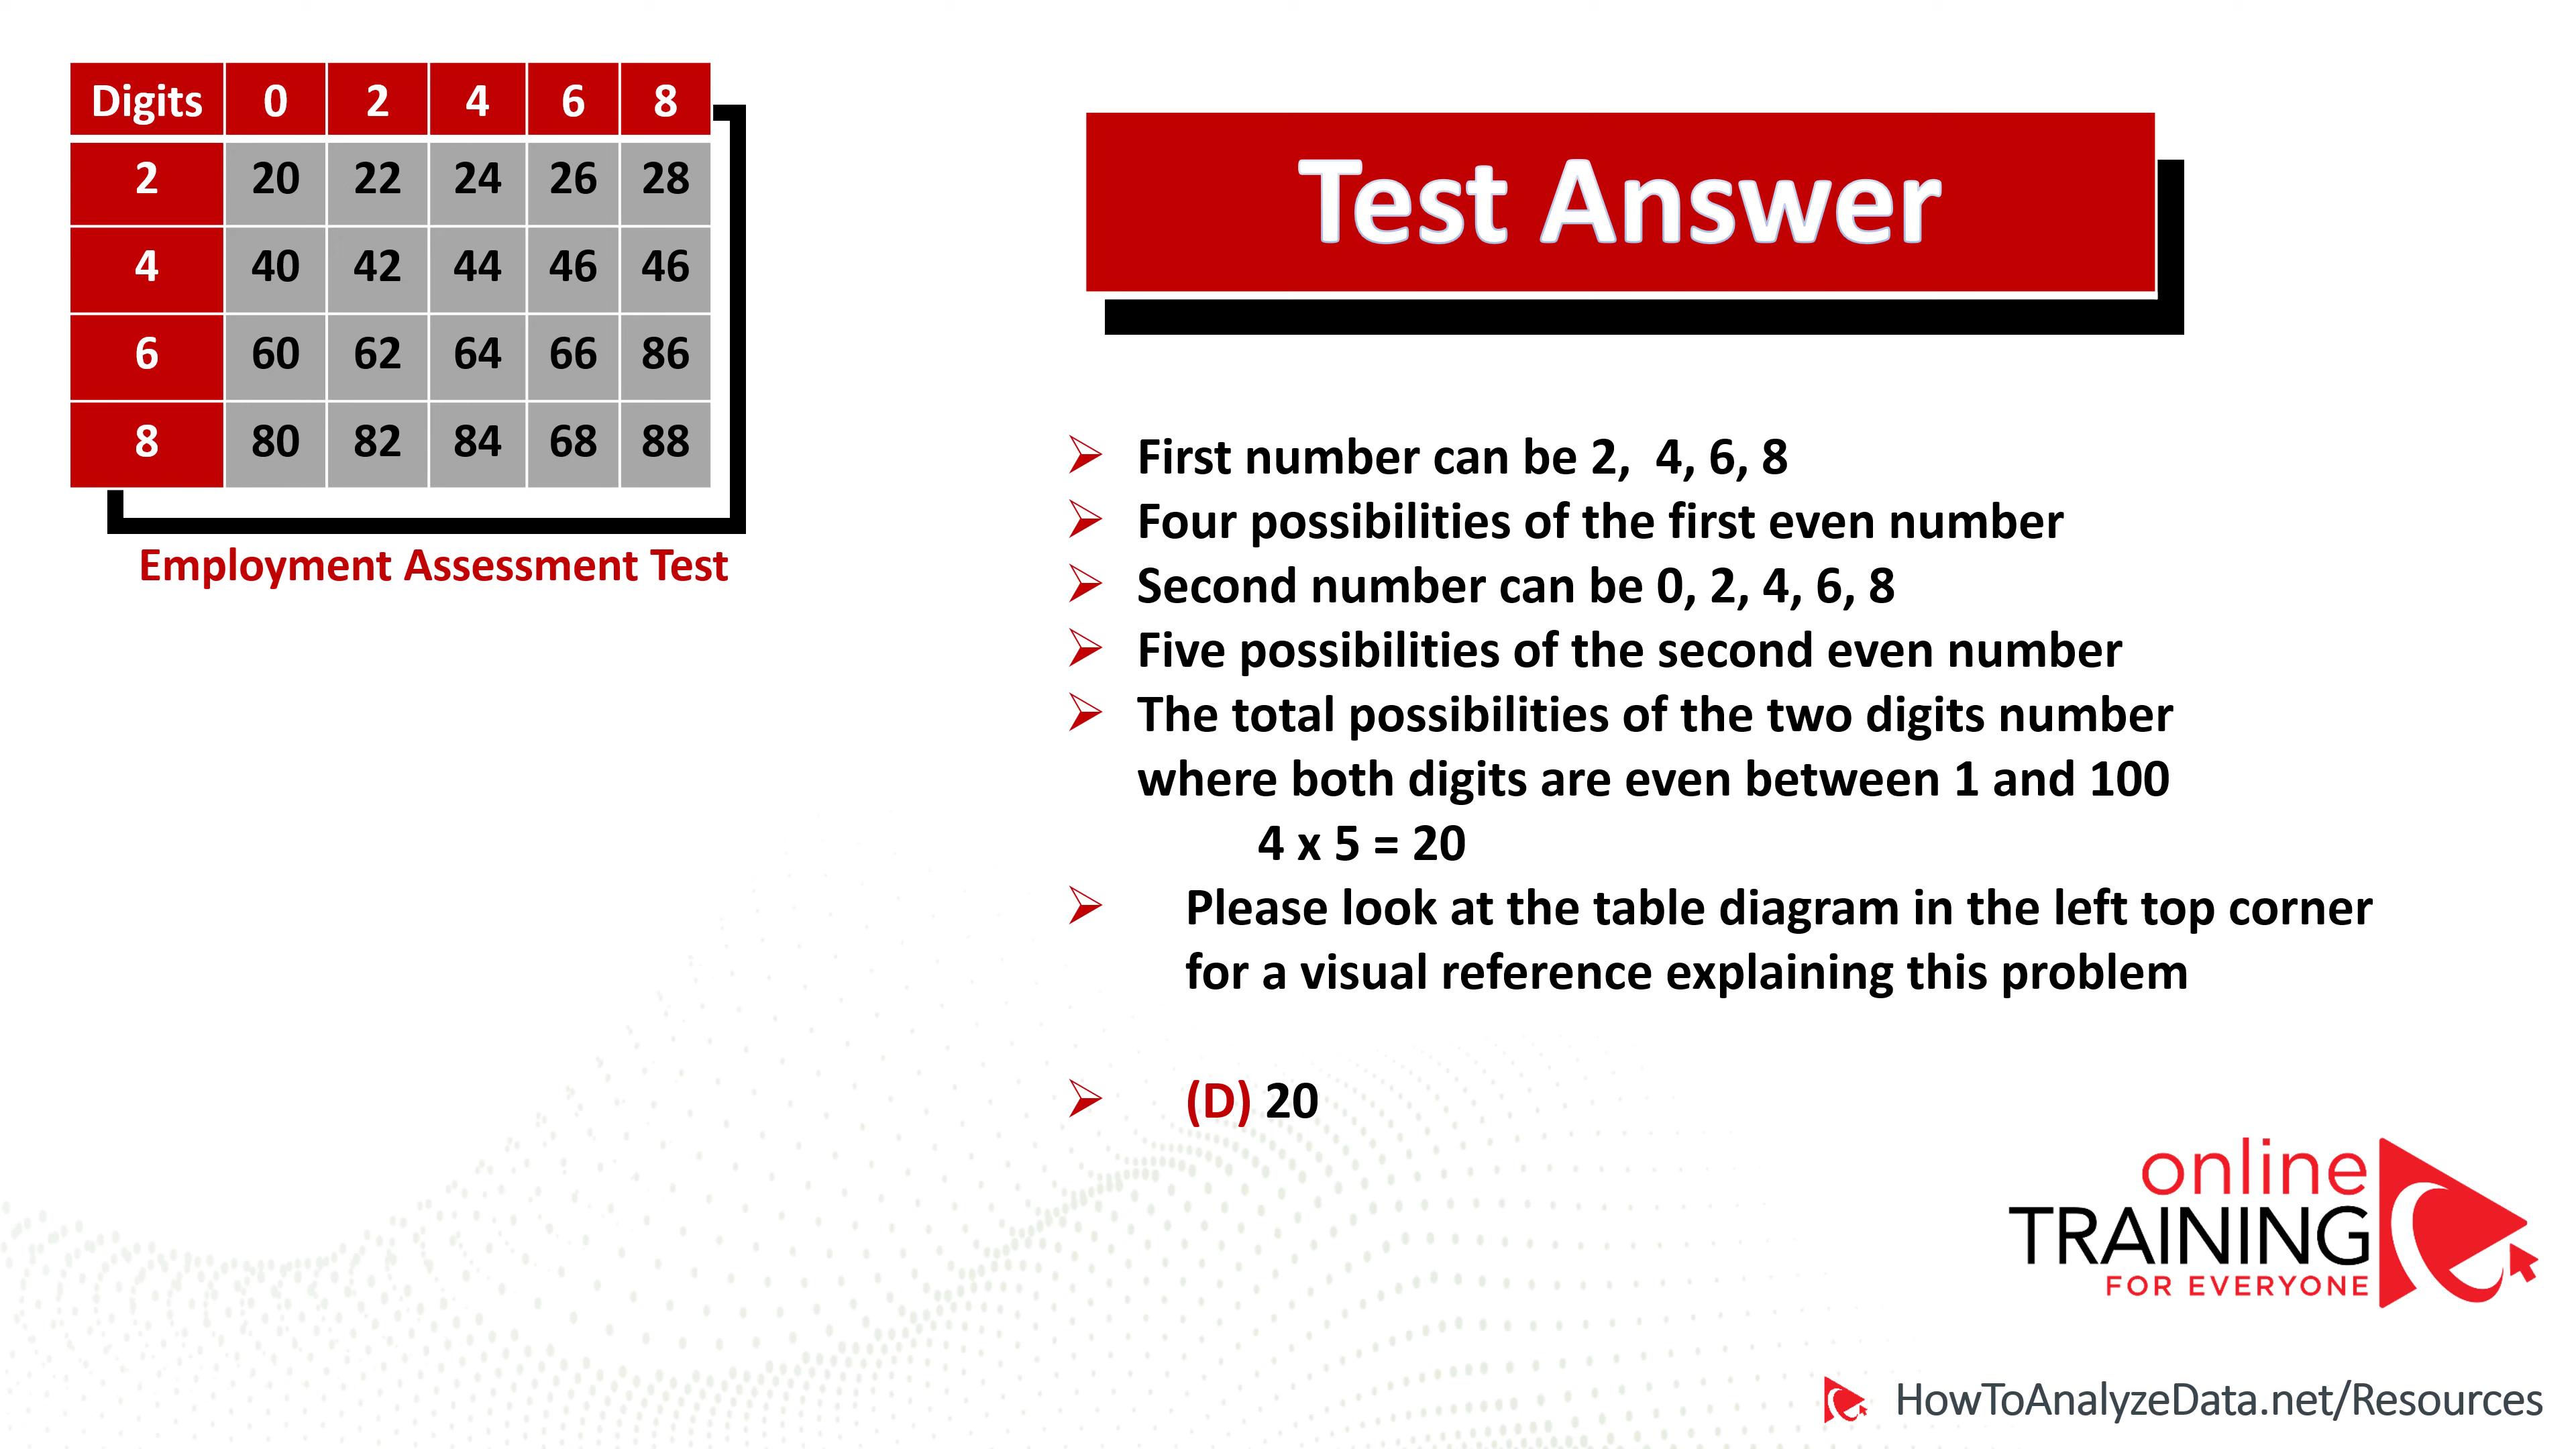 Digits 0 2 4 6 8
2 20 22 24 26 28
4 40 42 44 46 46
6 60 62 64 66 86
8 80 82 84 68 88
Employment Assessment Test
Test Answer
First number can be 2, 4, 6, 8
Four possibilities of the first even number
Second number can be 0, 2, 4, 6, 8
Five possibilities of the second even number
The total possibilities of the two digits number
where both digits are even between 1 and 100
4 x 5 = 20
Please look at the table diagram in the left top corner
for a visual reference explaining this problem
(D) 20
online
TRAINING
FOR EVERYONE
HowToAnalyzeData.net/Resources